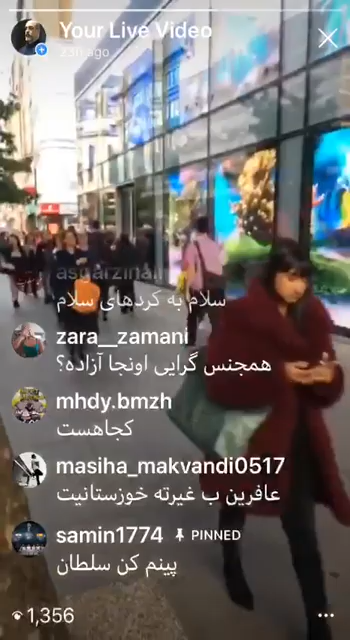 Your Live Video
23h ago
asgarzina..
سلام به کردهای سلام
zara__zamani
همجنس گرایی اونجا آزاده؟
mhdy.bmzh
کجاهست
masiha_makvandi0517
عافرین ب غیرته خوزستانیت
samin1774 PINNED
پینم کن سلطان
1,356